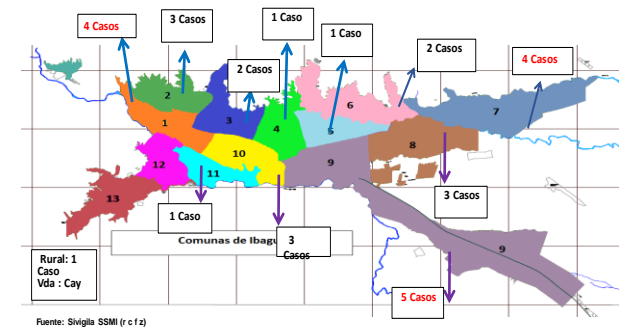 4 Casos
3 Casos
1 Caso
1 Caso
2 Casos
2 Casos
4 Casos
2
1
3
4
5
6
7
8
9
10
11
12
13
9
1 Caso
3
Casos
3 Casos
5 Casos
Comunas de Ibagu
Rural: 1
Caso
Vda : Cay
Fuente: Sivigila SSMI (r c f z)